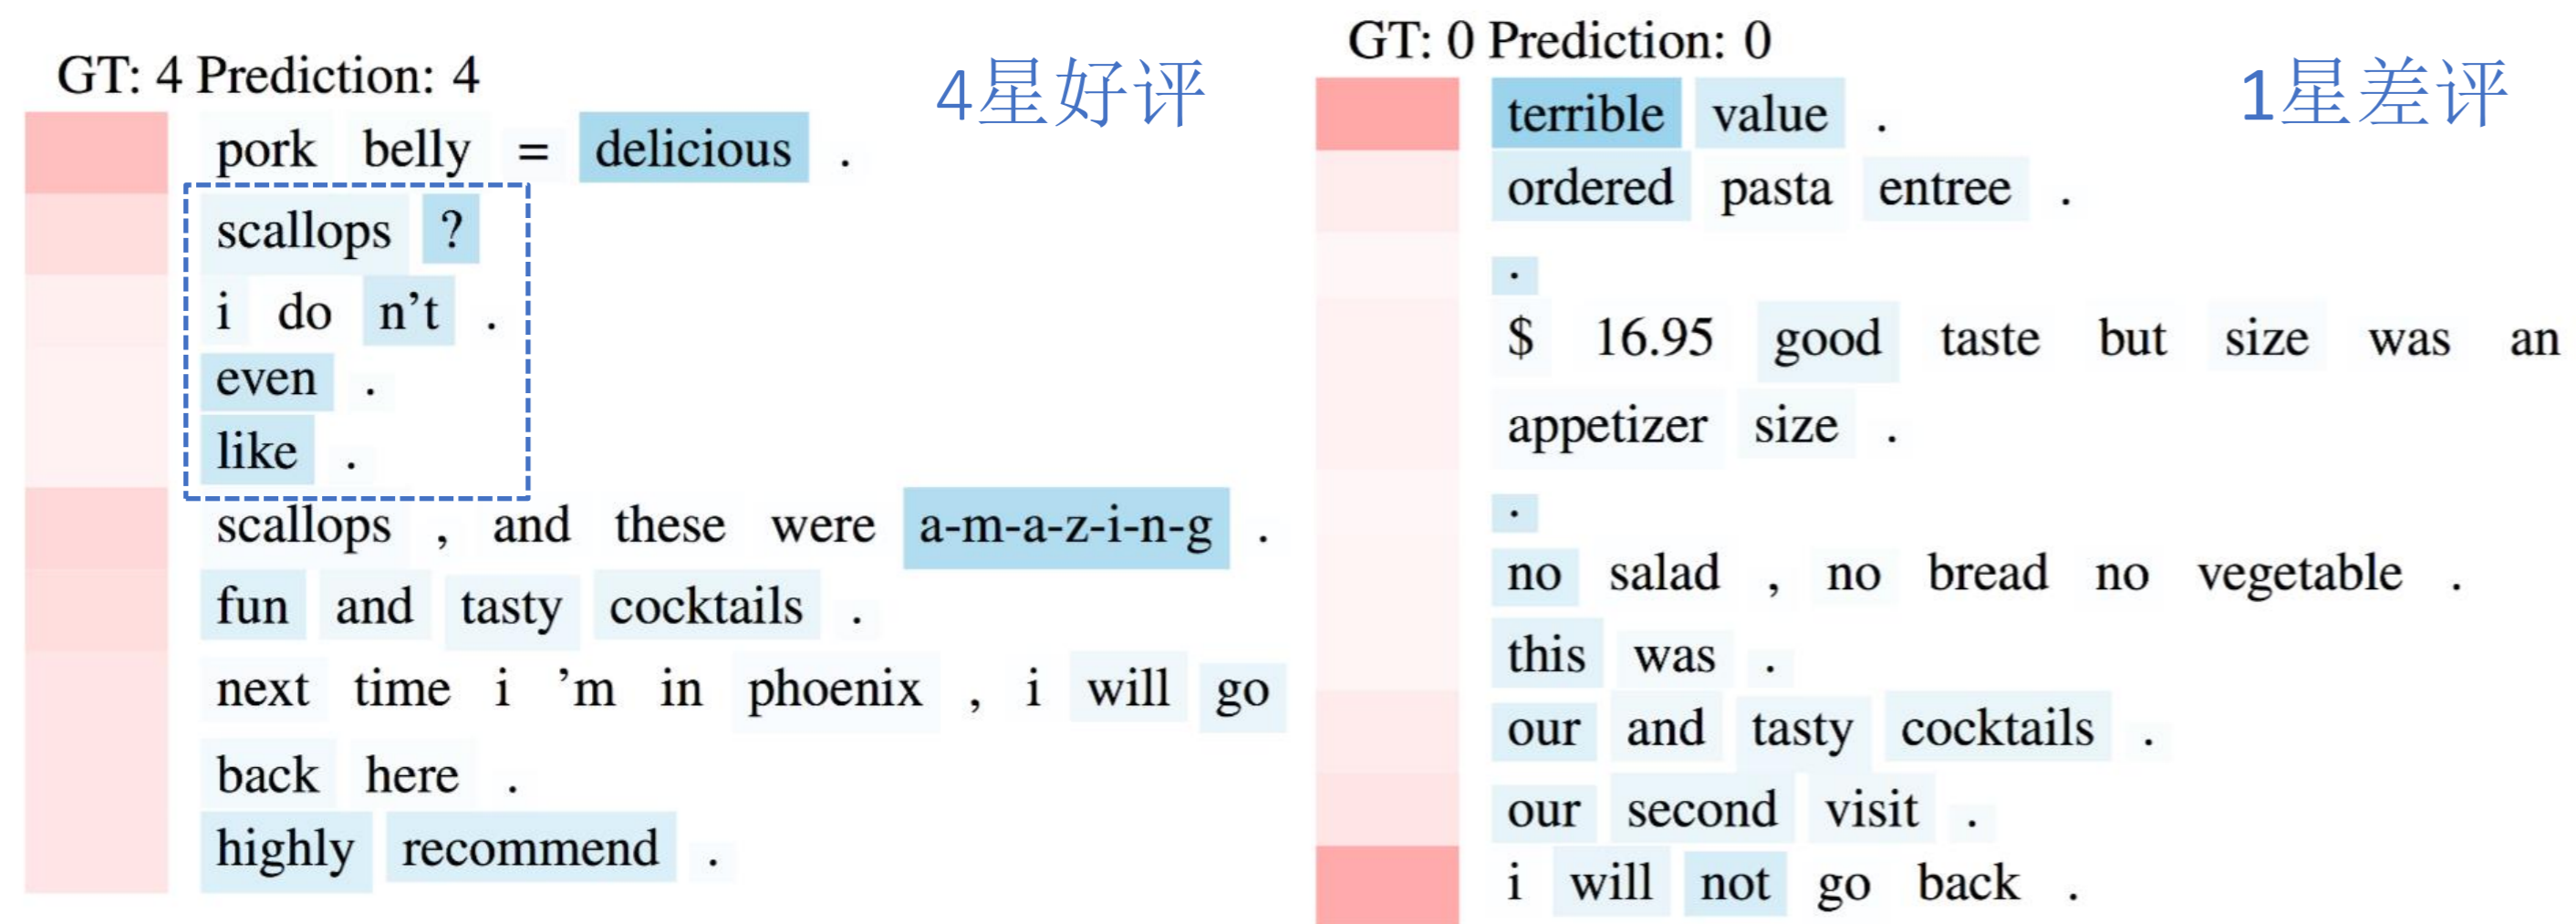 GT: 4 Prediction: 4
4星好评
pork belly = delicious .
scallops ?
i do n't .
even .
like .
scallops , and these were a-m-a-z-i-n-g .
fun and tasty cocktails .
next time i 'm in phoenix , i will go
back here .
highly recommend .
GT: 0 Prediction: 0
1星差评
terrible value .
ordered pasta entree .
.
$ 16.95 good taste but size was an
appetizer size .
.
no salad , no bread no vegetable .
this was .
our and tasty cocktails .
our second visit .
i will not go back .